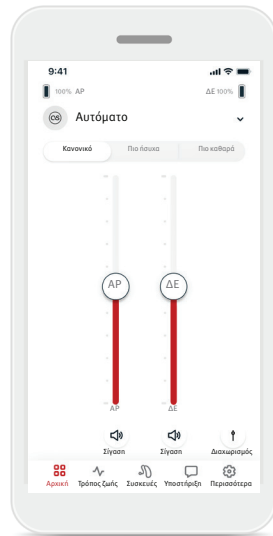 9:41
100% ΑΡ ΔΕ 100%
Αυτόματο
Κανονικό Πιο ήσυχα Πιο καθαρά
ΑΡ ΔΕ
ΑΡ ΔΕ
Σίγαση Σίγαση Διαχωρισμός
Αρχική Τρόπος ζωής Συσκευές Υποστήριξη Περισσότερα